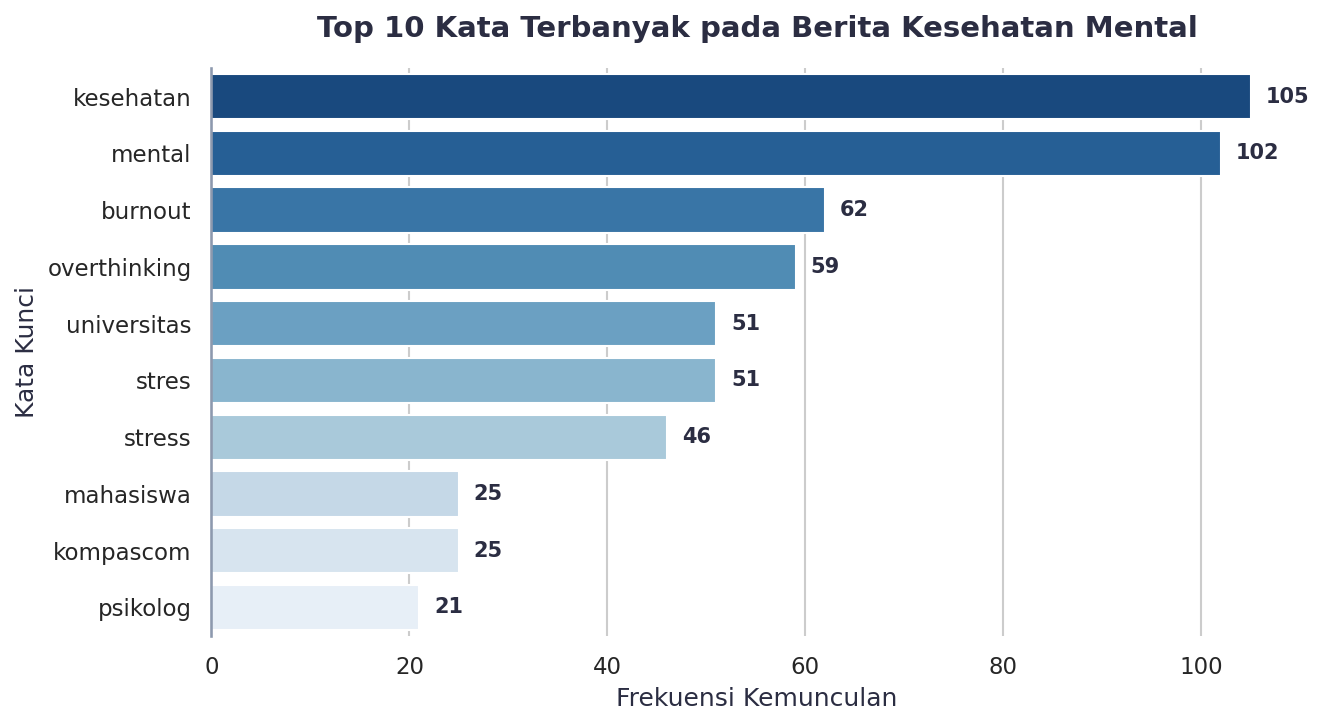 Top 10 Kata Terbanyak pada Berita Kesehatan Mental
Kata Kunci
kesehatan 105
mental 102
burnout 62
overthinking 59
universitas 51
stres 51
stress 46
mahasiswa 25
kompascom 25
psikolog 21
0 20 40 60 80 100
Frekuensi Kemunculan